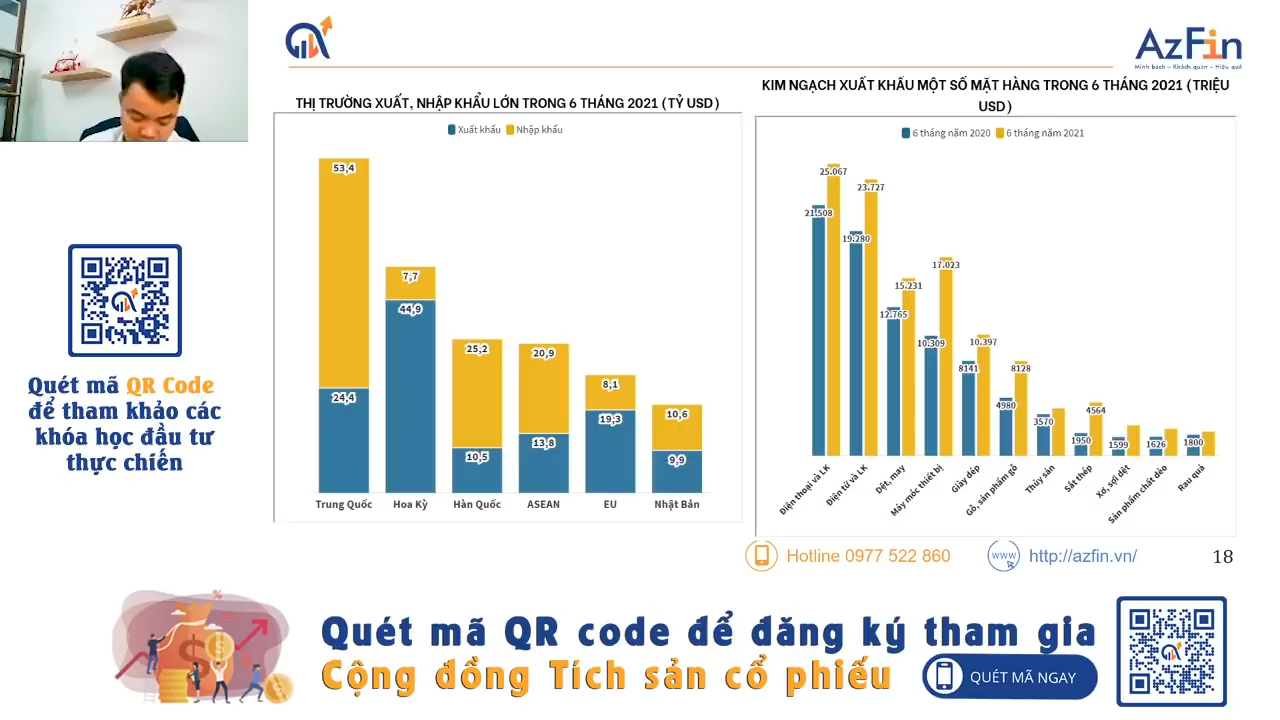 AzFin
Minh bạch – Khách quan – Hiệu quả
THỊ TRƯỜNG XUẤT, NHẬP KHẨU LỚN TRONG 6 THÁNG 2021 (TỶ USD)
Xuất khẩu Nhập khẩu
53,4
24,4
7,7
44,9
25,2
10,5
20,9
13,8
8,1
19,3
10,6
9,9
Trung Quốc Hoa Kỳ Hàn Quốc ASEAN EU Nhật Bản
KIM NGẠCH XUẤT KHẨU MỘT SỐ MẶT HÀNG TRONG 6 THÁNG 2021 (TRIỆU
USD)
6 tháng năm 2020 6 tháng năm 2021
21.508
25.067
19.280
23.727
12.765
15.231
10.309
17.023
8141
10.397
4980
8128
3570
1950
4564
1599
1626
1800
Điện thoại và LK
Điện tử và LK
Dệt, may
Máy móc thiết bị
Giày dép
Gỗ, sản phẩm gỗ
Thủy sản
Sắt thép
Xơ, sợi dệt
Sản phẩm chất dẻo
Rau quả
Quét mã QR Code
để tham khảo các
khóa học đầu tư
thực chiến
Hotline 0977 522 860
www
http://azfin.vn/
18
Quét mã QR code để đăng ký tham gia
Cộng đồng Tích sản cổ phiếu
QUÉT MÃ NGAY